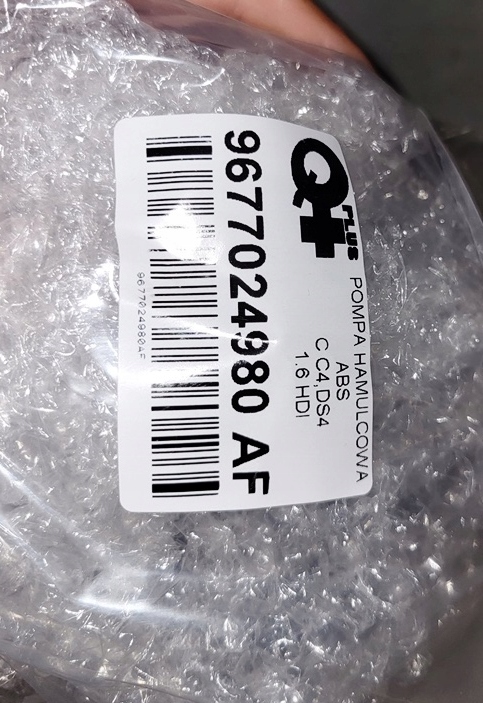 Q+ PLUS
POMPA HAMULCOWA
ABS
C C4,DS4
1.6 HDI
9677024980 AF
9677024980AF